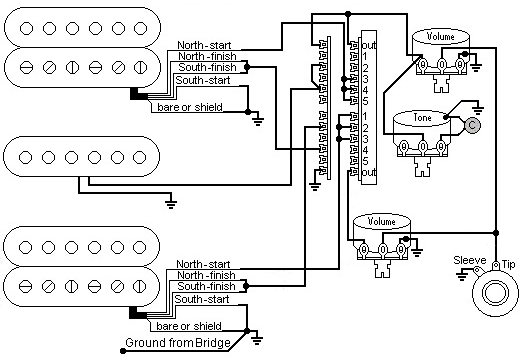 North-start
North-finish
South-finish
South-start
bare or shield
out
1
2
3
4
5
1
2
3
4
5
out
Volume
Tone
C
Volume
North-start
North-finish
South-finish
South-start
bare or shield
Ground from Bridge
Sleeve
Tip